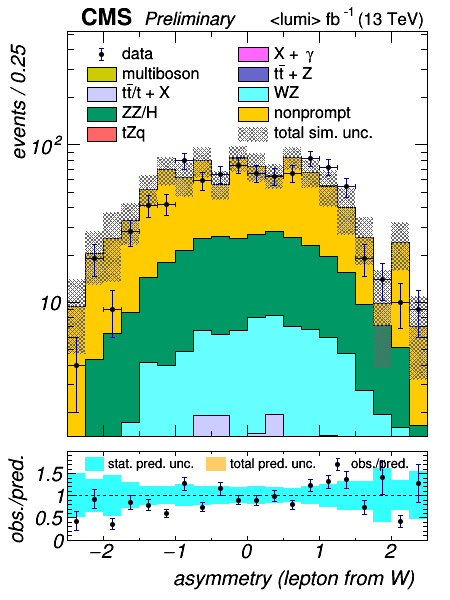 CMS Preliminary <lumi> fb⁻¹ (13 TeV)
events / 0.25
data
multiboson
tt̄/t + X
ZZ/H
tZq
X + γ
tt̄ + Z
WZ
nonprompt
total sim. unc.
10²
10
stat. pred. unc. total pred. unc. obs./pred.
obs./pred.
1.5
1
0.5
0
−2 −1 0 1 2
asymmetry (lepton from W)